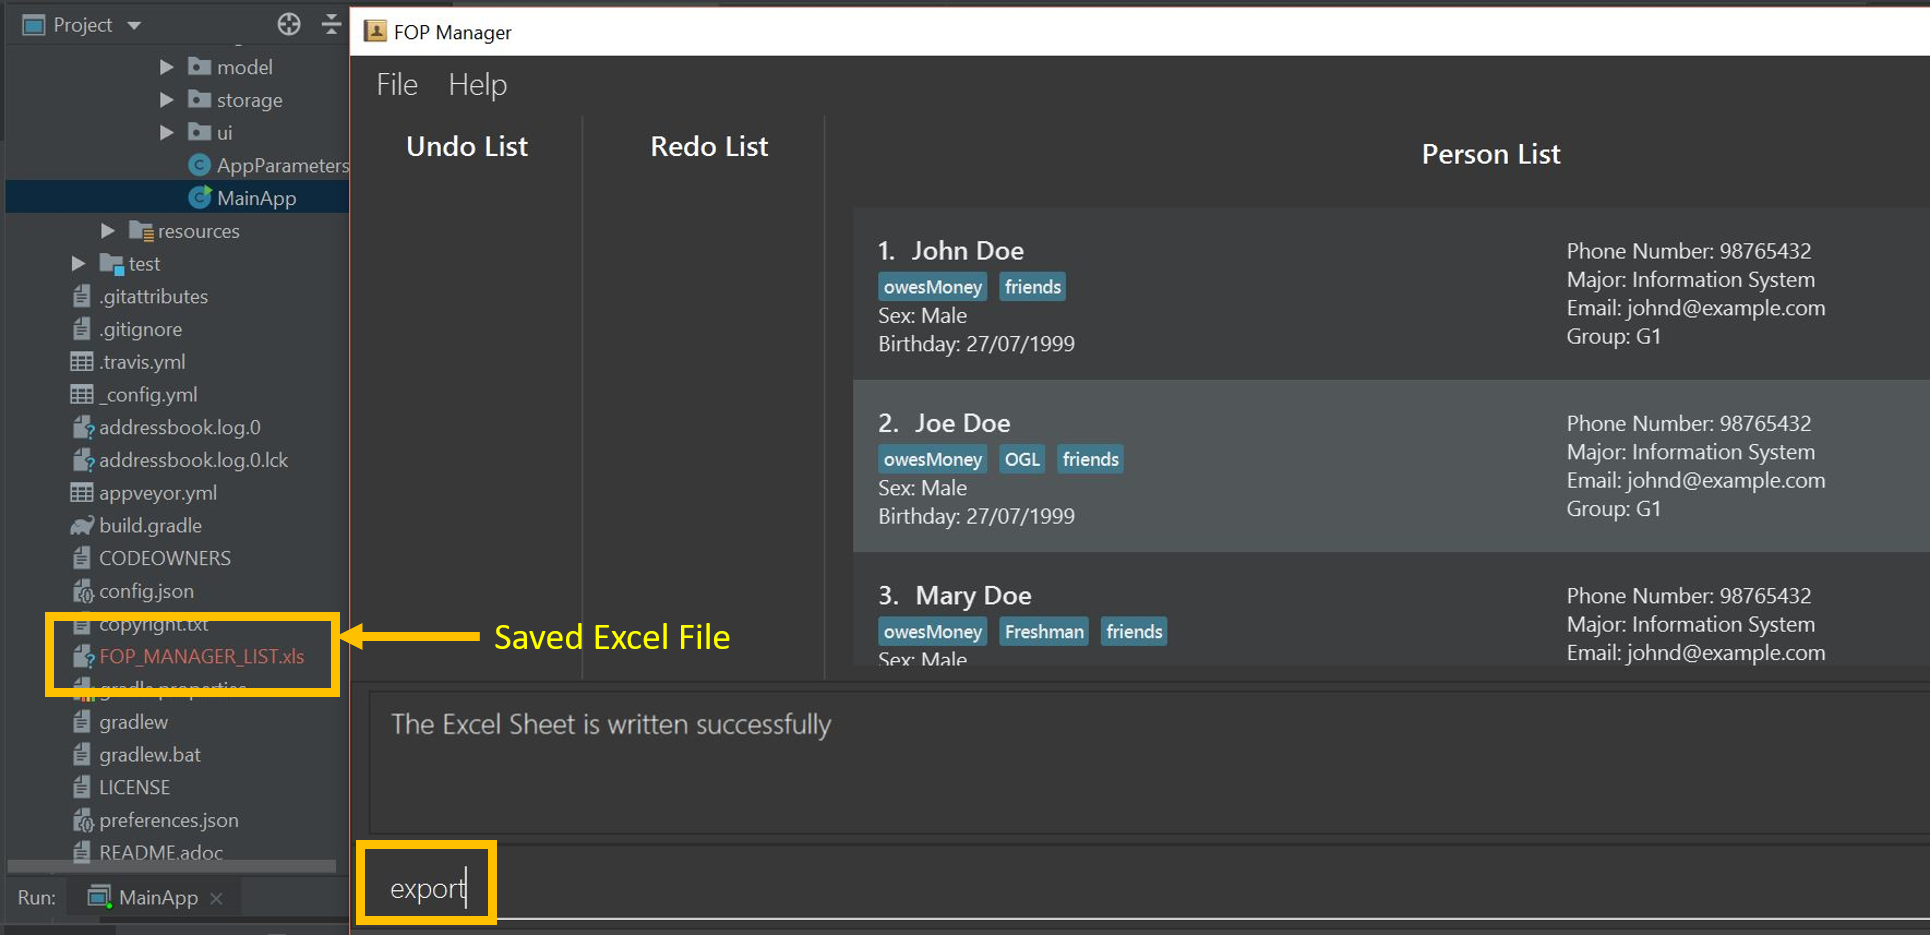 Project
model
storage
ui
AppParameters
MainApp
resources
test
.gitattributes
.gitignore
.travis.yml
_config.yml
addressbook.log.0
addressbook.log.0.lck
appveyor.yml
build.gradle
CODEOWNERS
config.json
copyright.txt
FOP_MANAGER_LIST.xls
gradle.properties
gradlew
gradlew.bat
LICENSE
preferences.json
README.adoc
Run: MainApp
Saved Excel File
FOP Manager
File Help
Undo List
Redo List
Person List
1. John Doe
owesMoney friends
Sex: Male
Birthday: 27/07/1999
Phone Number: 98765432
Major: Information System
Email: johnd@example.com
Group: G1
2. Joe Doe
owesMoney OGL friends
Sex: Male
Birthday: 27/07/1999
Phone Number: 98765432
Major: Information System
Email: johnd@example.com
Group: G1
3. Mary Doe
owesMoney Freshman friends
Sex: Male
Phone Number: 98765432
Major: Information System
Email: johnd@example.com
The Excel Sheet is written successfully
export